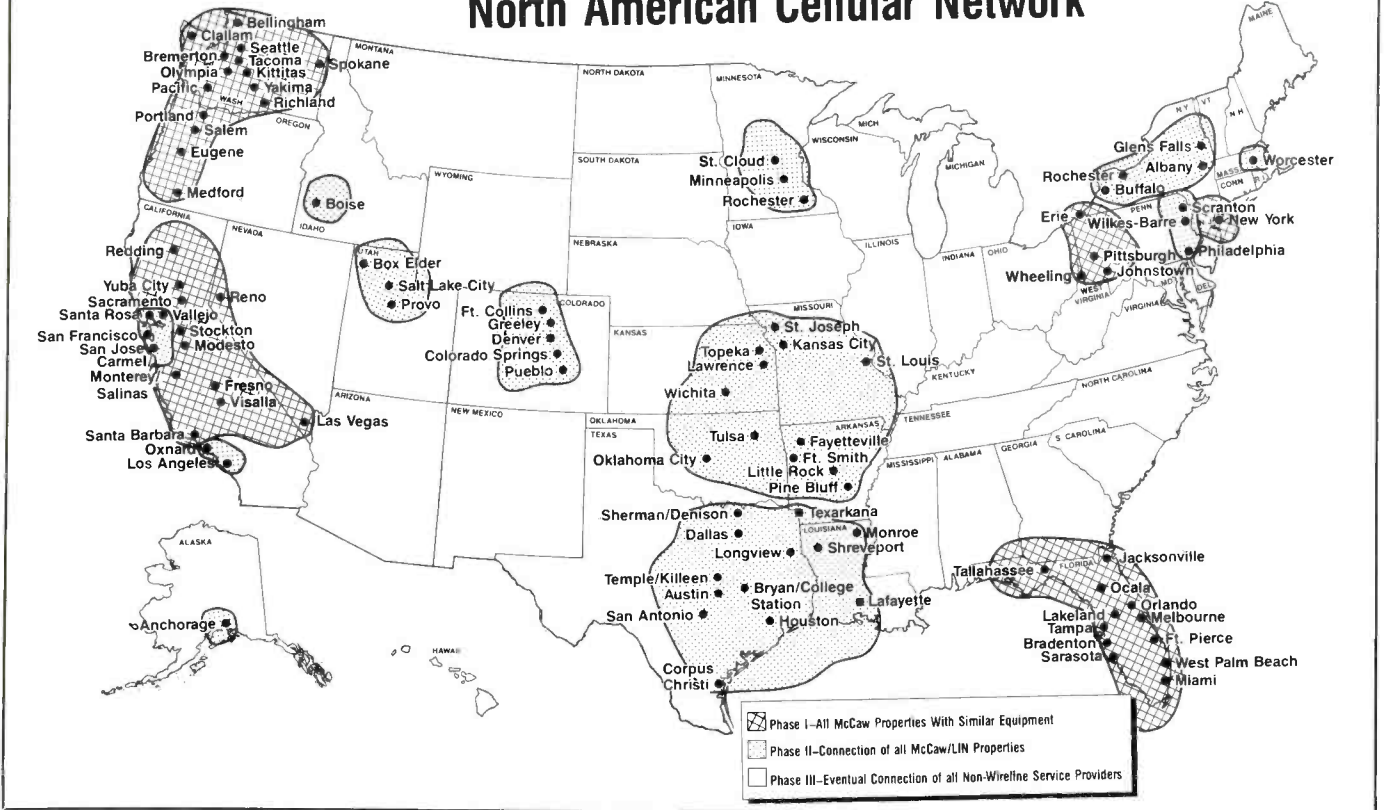 North American Cellular Network
Bellingham
Clallam
Seattle
Bremerton
Tacoma
Olympia
Kittitas
Spokane
Pacific
Yakima
WASH
Richland
Portland
OREGON
Salem
Eugene
Medford
MONTANA
NORTH DAKOTA
MINNESOTA
SOUTH DAKOTA
WYOMING
WISCONSIN
MICH
MICHIGAN
MAINE
N Y
VT
N H
St. Cloud
Minneapolis
Rochester
Glens Falls
Albany
Rochester
Buffalo
Worcester
MASS
CONN
R I
Boise
IDAHO
CALIFORNIA
NEVADA
Redding
Yuba City
Sacramento
Reno
Santa Rosa
Vallejo
Stockton
San Francisco
Modesto
San Jose
Carmel
Monterey
Salinas
Fresno
Visalla
Las Vegas
Santa Barbara
Oxnard
Los Angeles
UTAH
Box Elder
Salt Lake City
Provo
COLORADO
Ft. Collins
Greeley
Denver
Colorado Springs
Pueblo
NEBRASKA
IOWA
ILLINOIS
INDIANA
OHIO
Erie
PENN
Scranton
Wilkes-Barre
New York
Philadelphia
Pittsburgh
Johnstown
Wheeling
WEST
VIRGINIA
MD
DEL
VIRGINIA
KANSAS
MISSOURI
St. Joseph
Kansas City
St. Louis
Topeka
Lawrence
Wichita
KENTUCKY
NORTH CAROLINA
TENNESSEE
ARIZONA
NEW MEXICO
OKLAHOMA
TEXAS
ARKANSAS
Tulsa
Fayetteville
Oklahoma City
Ft. Smith
Little Rock
Pine Bluff
MISSISSIPPI
ALABAMA
GEORGIA
S CAROLINA
Sherman/Denison
Texarkana
Dallas
LOUISIANA
Monroe
Longview
Shreveport
Temple/Killeen
Austin
Bryan/College
Station
Lafayette
San Antonio
Houston
Corpus
Christi
Tallahassee
FLORIDA
Jacksonville
Ocala
Orlando
Lakeland
Melbourne
Tampa
Ft. Pierce
Bradenton
Sarasota
West Palm Beach
Miami
ALASKA
Anchorage
HAWAII
Phase I–All McCaw Properties With Similar Equipment
Phase II–Connection of all McCaw/LIN Properties
Phase III–Eventual Connection of all Non-Wireline Service Providers